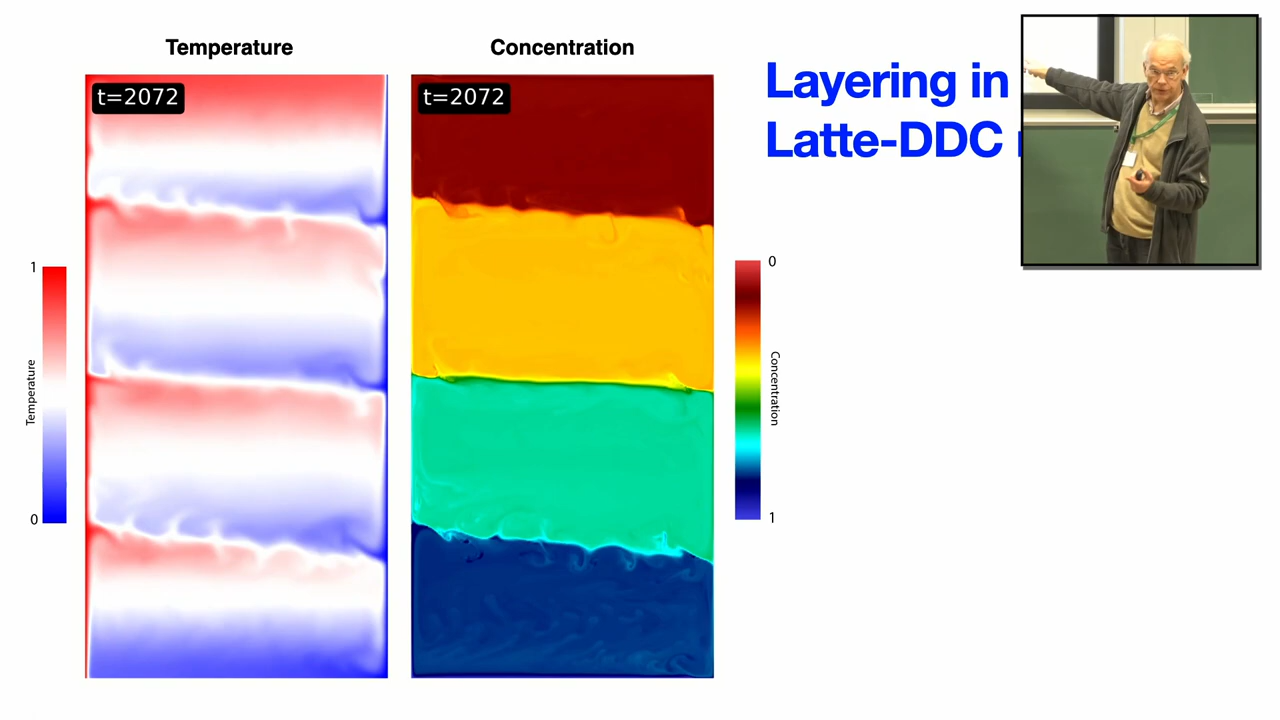 Temperature
Concentration
Layering in
Latte-DDC
t=2072
t=2072
1
Temperature
0
0
Concentration
1